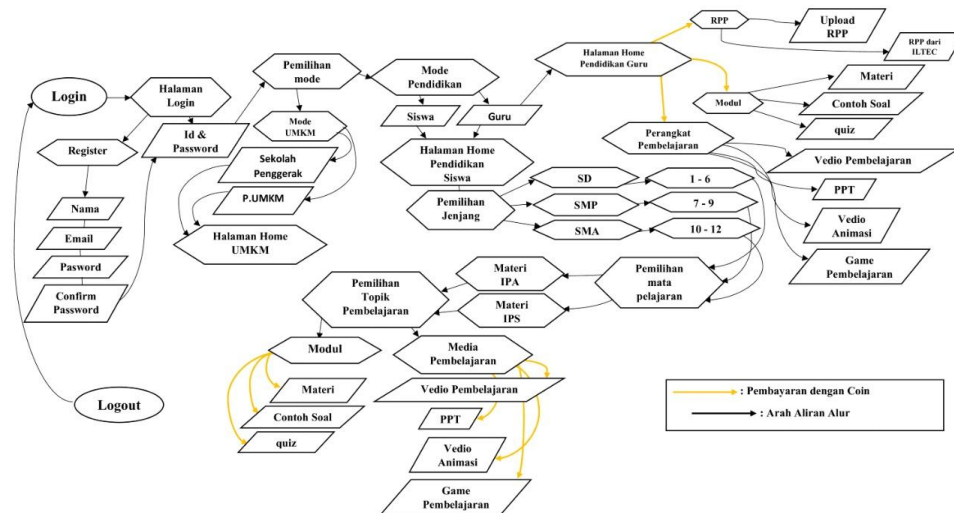 Login
Halaman
Login
Id &
Password
Register
Nama
Email
Pasword
Confirm
Password
Logout
Pemilihan
mode
Mode
UMKM
Sekolah
Penggerak
P.UMKM
Halaman Home
UMKM
Mode
Pendidikan
Siswa
Guru
Halaman Home
Pendidikan
Siswa
Pemilihan
Jenjang
SD
SMP
SMA
1 - 6
7 - 9
10 - 12
Halaman Home
Pendidikan Guru
RPP
Upload
RPP
RPP dari
ILTEC
Modul
Materi
Contoh Soal
quiz
Perangkat
Pembelajaran
Vedio Pembelajaran
PPT
Vedio
Animasi
Game
Pembelajaran
Pemilihan
mata
pelajaran
Materi
IPA
Materi
IPS
Pemilihan
Topik
Pembelajaran
Modul
Materi
Contoh Soal
quiz
Media
Pembelajaran
Vedio Pembelajaran
PPT
Vedio
Animasi
Game
Pembelajaran
: Pembayaran dengan Coin
: Arah Aliran Alur